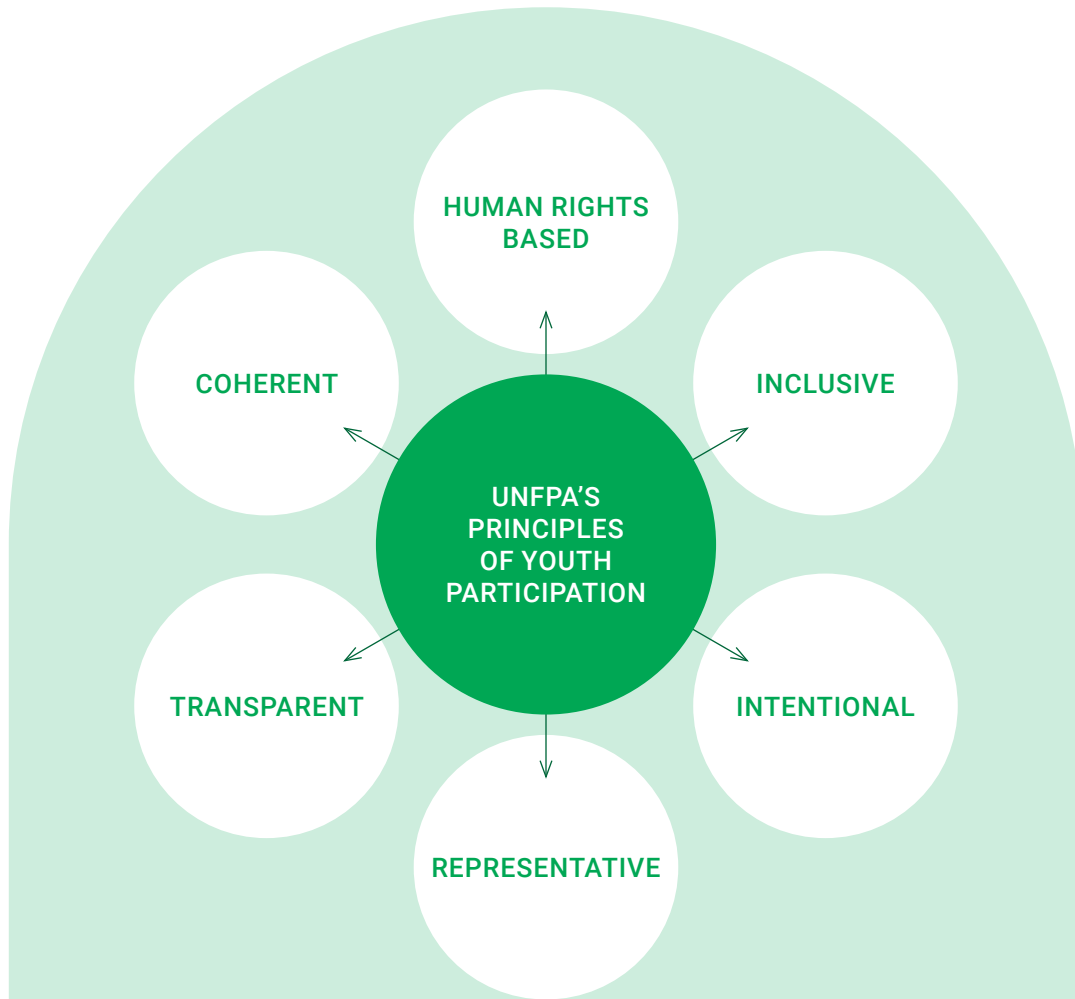 HUMAN RIGHTS
BASED
COHERENT
INCLUSIVE
UNFPA’S
PRINCIPLES
OF YOUTH
PARTICIPATION
TRANSPARENT
INTENTIONAL
REPRESENTATIVE